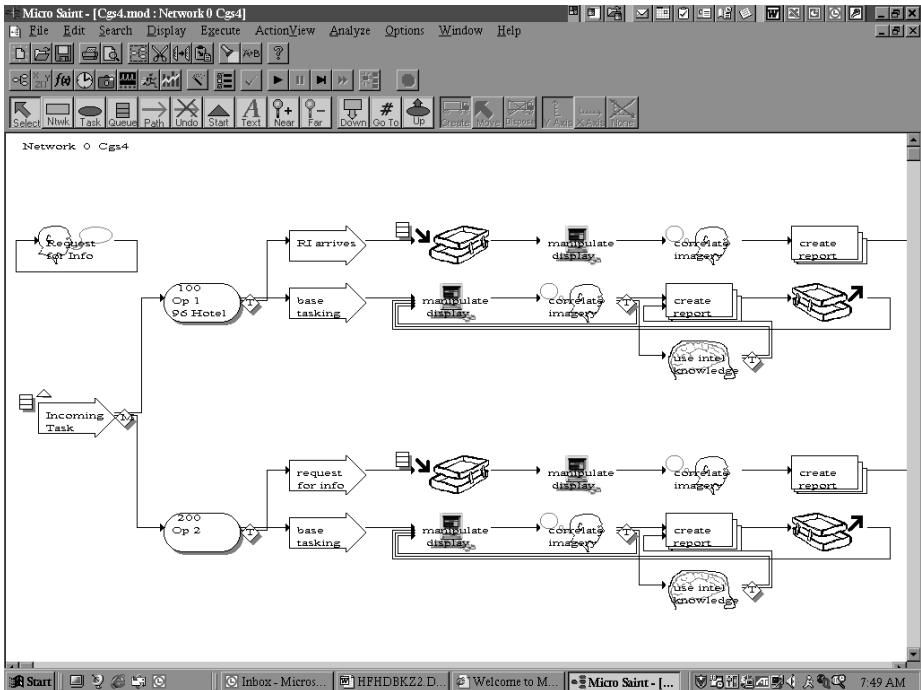 Micro Saint - [Cgs4.mod : Network 0 Cgs4]
File Edit Search Display Execute ActionView Analyze Options Window Help
Select Ntwk Task Queue Path Undo Start Text Near Far Down Go To Up Create Move Dispose Y Axis X Axis None
Network 0 Cgs4
Request
for Info
RI arrives
manipulate
display
correlate
imagery
create
report
100
Op 1
96 Hotel
T
base
tasking
manipulate
display
correlate
imagery
T
create
report
use intel
knowledge
T
Incoming
Task
M
request
for info
manipulate
display
correlate
imagery
create
report
200
Op 2
T
base
tasking
manipulate
display
correlate
imagery
T
create
report
use intel
knowledge
T
Start Inbox - Micros... HFHDBKZ2 D... Welcome to M... Micro Saint - [... 7:49 AM